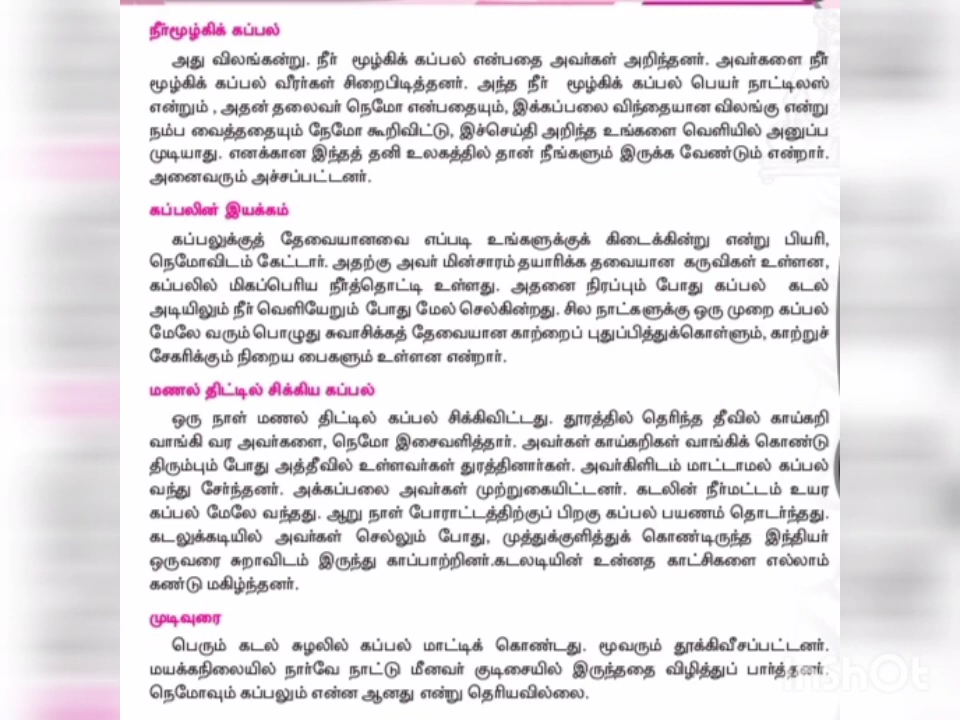 நீர்மூழ்கிக் கப்பல்
அது விலங்கன்று. நீர் மூழ்கிக் கப்பல் என்பதை அவர்கள் அறிந்தனர். அவர்களை நீர்
மூழ்கிக் கப்பல் வீரர்கள் சிறைபிடித்தனர். அந்த நீர் மூழ்கிக் கப்பல் பெயர் நாட்டிலஸ்
என்றும் , அதன் தலைவர் நெமோ என்பதையும், இக்கப்பலை விந்தையான விலங்கு என்று
நம்ப வைத்ததையும் நேமோ கூறிவிட்டு, இச்செய்தி அறிந்த உங்களை வெளியில் அனுப்ப
முடியாது. எனக்கான இந்தத் தனி உலகத்தில் தான் நீங்களும் இருக்க வேண்டும் என்றார்.
அனைவரும் அச்சப்பட்டனர்.
கப்பலின் இயக்கம்
கப்பலுக்குத் தேவையானவை எப்படி உங்களுக்குக் கிடைக்கின்று என்று பியரி,
நெமோவிடம் கேட்டார். அதற்கு அவர் மின்சாரம் தயாரிக்க தவையான கருவிகள் உள்ளன,
கப்பலில் மிகப்பெரிய நீர்த்தொட்டி உள்ளது. அதனை நிரப்பும் போது கப்பல் கடல்
அடியிலும் நீர் வெளியேறும் போது மேல் செல்கின்றது. சில நாட்களுக்கு ஒரு முறை கப்பல்
மேலே வரும் பொழுது சுவாசிக்கத் தேவையான காற்றைப் புதுப்பித்துக்கொள்ளும், காற்றுச்
சேகரிக்கும் நிறைய பைகளும் உள்ளன என்றார்.
மணல் திட்டில் சிக்கிய கப்பல்
ஒரு நாள் மணல் திட்டில் கப்பல் சிக்கிவிட்டது. தூரத்தில் தெரிந்த தீவில் காய்கறி
வாங்கி வர அவர்களை, நெமோ இசைவளித்தார். அவர்கள் காய்கறிகள் வாங்கிக் கொண்டு
திரும்பும் போது அத்தீவில் உள்ளவர்கள் துரத்தினார்கள். அவர்கிளிடம் மாட்டாமல் கப்பல்
வந்து சேர்ந்தனர். அக்கப்பலை அவர்கள் முற்றுகையிட்டனர். கடலின் நீர்மட்டம் உயர
கப்பல் மேலே வந்தது. ஆறு நாள் போராட்டத்திற்குப் பிறகு கப்பல் பயணம் தொடர்ந்தது.
கடலுக்கடியில் அவர்கள் செல்லும் போது, முத்துக்குளித்துக் கொண்டிருந்த இந்தியர்
ஒருவரை சுறாவிடம் இருந்து காப்பாற்றினர்.கடலடியின் உன்னத காட்சிகளை எல்லாம்
கண்டு மகிழ்ந்தனர்.
முடிவுரை
பெரும் கடல் சுழலில் கப்பல் மாட்டிக் கொண்டது. மூவரும் தூக்கிவீசப்பட்டனர்.
மயக்கநிலையில் நார்வே நாட்டு மீனவர் குடிசையில் இருந்ததை விழித்துப் பார்த்தனர்.
நெமோவும் கப்பலும் என்ன ஆனது என்று தெரியவில்லை.
InShOt